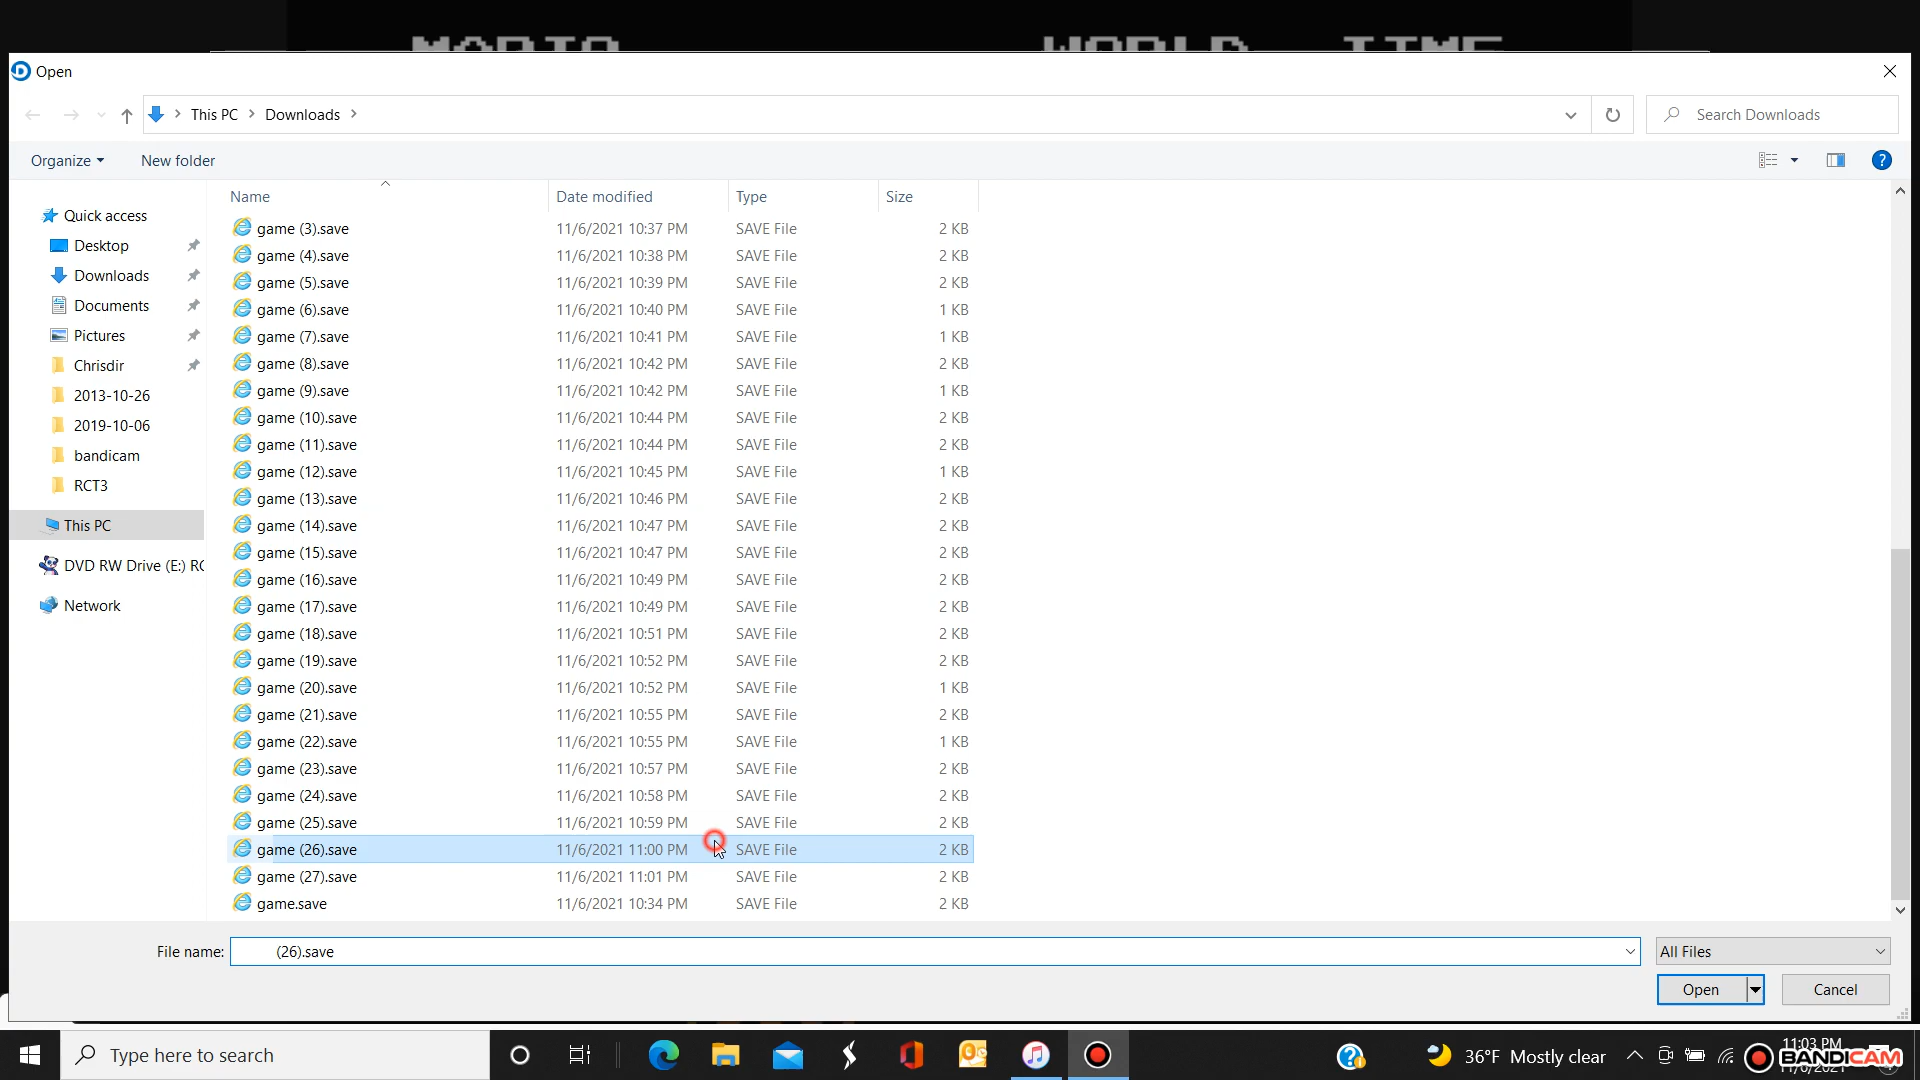 MARIO WORLD TIME
Open
This PC Downloads
Search Downloads
Organize New folder
Name Date modified Type Size
Quick access
Desktop
Downloads
Documents
Pictures
Chrisdir
2013-10-26
2019-10-06
bandicam
RCT3
This PC
DVD RW Drive (E:) RC
Network
game (3).save 11/6/2021 10:37 PM SAVE File 2 KB
game (4).save 11/6/2021 10:38 PM SAVE File 2 KB
game (5).save 11/6/2021 10:39 PM SAVE File 2 KB
game (6).save 11/6/2021 10:40 PM SAVE File 1 KB
game (7).save 11/6/2021 10:41 PM SAVE File 1 KB
game (8).save 11/6/2021 10:42 PM SAVE File 2 KB
game (9).save 11/6/2021 10:42 PM SAVE File 1 KB
game (10).save 11/6/2021 10:44 PM SAVE File 2 KB
game (11).save 11/6/2021 10:44 PM SAVE File 2 KB
game (12).save 11/6/2021 10:45 PM SAVE File 1 KB
game (13).save 11/6/2021 10:46 PM SAVE File 2 KB
game (14).save 11/6/2021 10:47 PM SAVE File 2 KB
game (15).save 11/6/2021 10:47 PM SAVE File 2 KB
game (16).save 11/6/2021 10:49 PM SAVE File 2 KB
game (17).save 11/6/2021 10:49 PM SAVE File 2 KB
game (18).save 11/6/2021 10:51 PM SAVE File 2 KB
game (19).save 11/6/2021 10:52 PM SAVE File 2 KB
game (20).save 11/6/2021 10:52 PM SAVE File 1 KB
game (21).save 11/6/2021 10:55 PM SAVE File 2 KB
game (22).save 11/6/2021 10:55 PM SAVE File 1 KB
game (23).save 11/6/2021 10:57 PM SAVE File 2 KB
game (24).save 11/6/2021 10:58 PM SAVE File 2 KB
game (25).save 11/6/2021 10:59 PM SAVE File 2 KB
game (26).save 11/6/2021 11:00 PM SAVE File 2 KB
game (27).save 11/6/2021 11:01 PM SAVE File 2 KB
game.save 11/6/2021 10:34 PM SAVE File 2 KB
File name: (26).save All Files
Open Cancel
Type here to search 36°F Mostly clear 11:03 PM
BANDICAM
11/6/2021